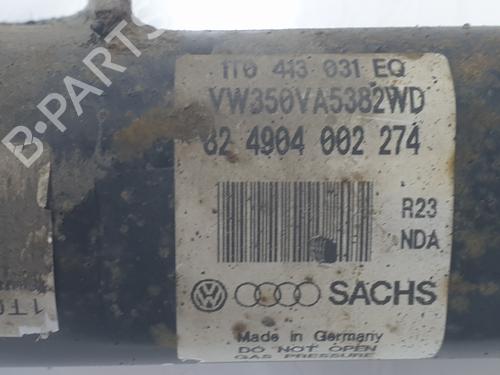 1T0 413 031 EQ
VW350VA5382WD
82 4904 002 274
R23
NDA
SACHS
Made in Germany
DO NOT OPEN
GAS PRESSURE
B-PARTS